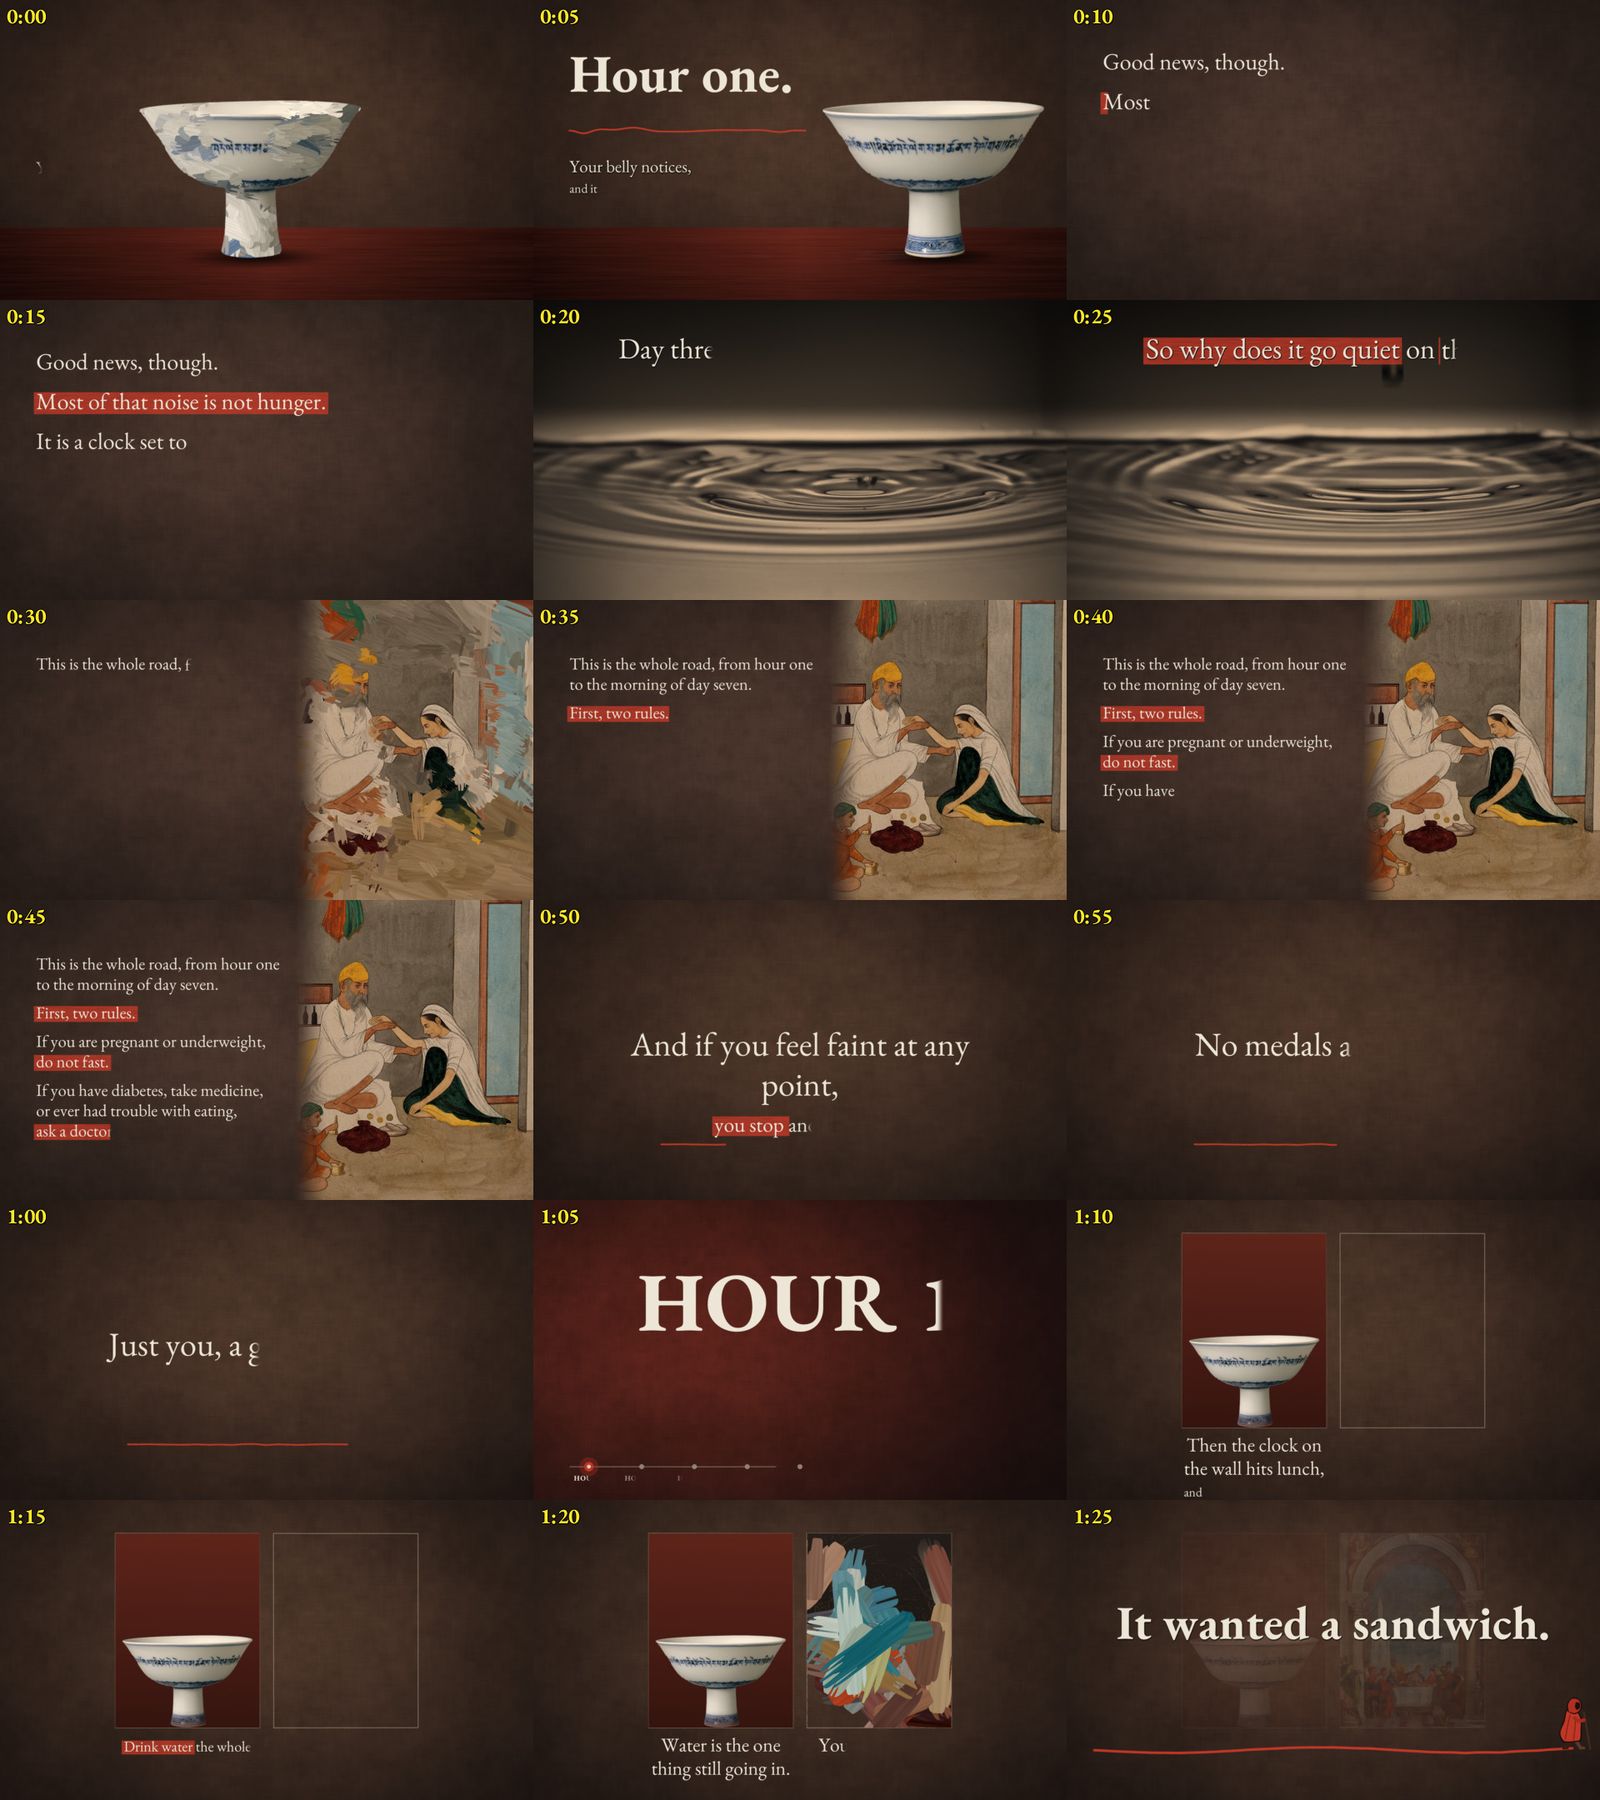 0:00
0:05
Hour one.
Your belly notices,
and it
0:10
Good news, though.
Most
0:15
Good news, though.
Most of that noise is not hunger.
It is a clock set to
0:20
Day thre
0:25
So why does it go quiet on th
0:30
This is the whole road, f
0:35
This is the whole road, from hour one
to the morning of day seven.
First, two rules.
0:40
This is the whole road, from hour one
to the morning of day seven.
First, two rules.
If you are pregnant or underweight,
do not fast.
If you have
0:45
This is the whole road, from hour one
to the morning of day seven.
First, two rules.
If you are pregnant or underweight,
do not fast.
If you have diabetes, take medicine,
or ever had trouble with eating,
ask a doctor
0:50
And if you feel faint at any
point,
you stop and
0:55
No medals a
1:00
Just you, a g
1:05
HOUR 1
HOU
HO
1:10
Then the clock on
the wall hits lunch,
and
1:15
Drink water the whole
1:20
Water is the one
thing still going in.
You
1:25
It wanted a sandwich.